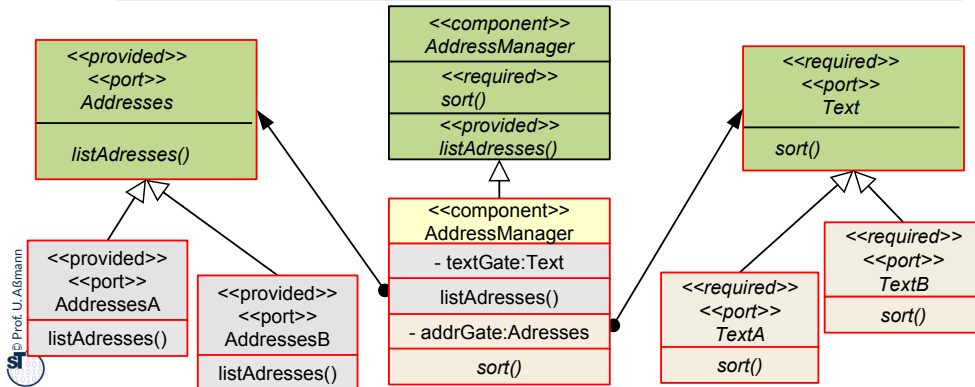 <<provided>>
<<port>>
Addresses
listAdresses()
<<component>>
AddressManager
<<required>>
sort()
<<provided>>
listAdresses()
<<required>>
<<port>>
Text
sort()
<<provided>>
<<port>>
AddressesA
listAdresses()
<<provided>>
<<port>>
AddressesB
listAdresses()
<<component>>
AddressManager
- textGate:Text
listAdresses()
- addrGate:Adresses
sort()
<<required>>
<<port>>
TextA
sort()
<<required>>
<<port>>
TextB
sort()
© Prof. U. Aßmann
ST